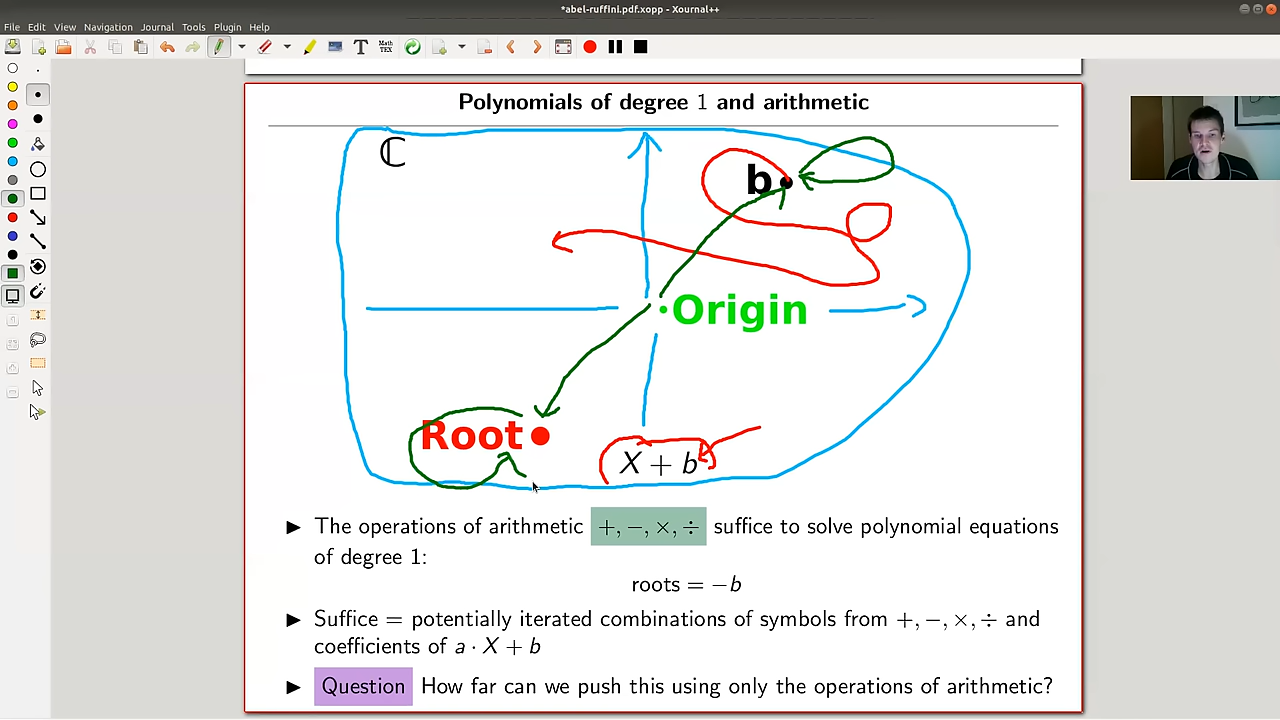 *abel-ruffini.pdf.xopp - Xournal++
File Edit View Navigation Journal Tools Plugin Help
T Math TEX
Polynomials of degree 1 and arithmetic
ℂ
b
Origin
Root
X + b
► The operations of arithmetic +, −, ×, ÷ suffice to solve polynomial equations
of degree 1:
roots = −b
► Suffice = potentially iterated combinations of symbols from +, −, ×, ÷ and
coefficients of a · X + b
► Question How far can we push this using only the operations of arithmetic?